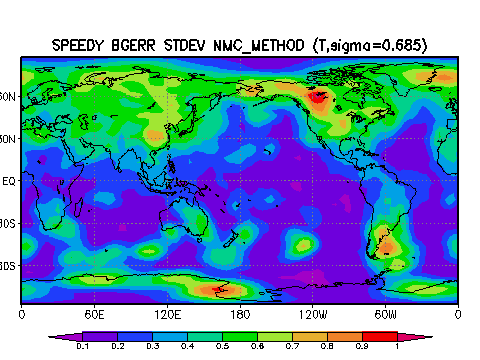 SPEEDY BGERR STDEV NMC_METHOD (T,sigma=0.685)
60N
30N
EQ
30S
60S
0 60E 120E 180 120W 60W 0
0.1 0.2 0.3 0.4 0.5 0.6 0.7 0.8 0.9